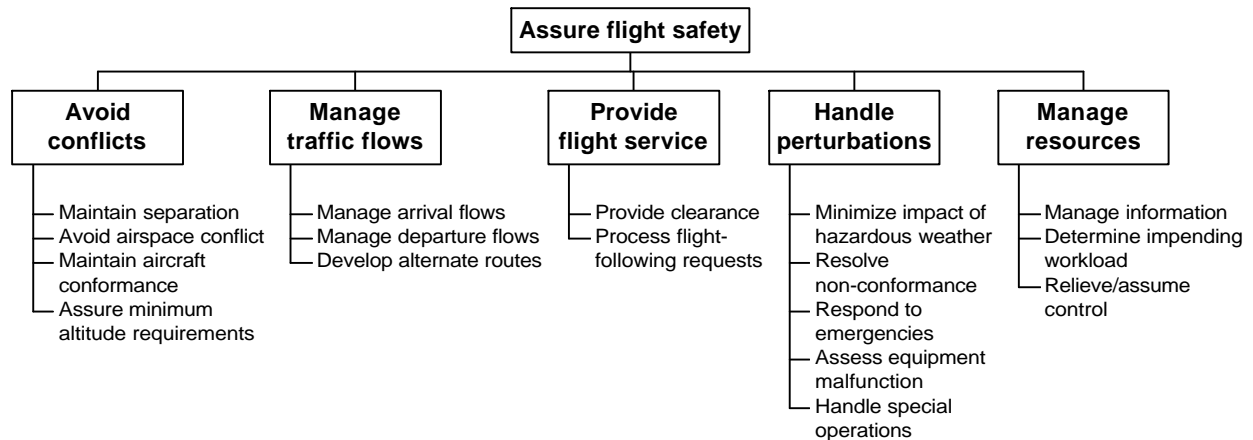 Assure flight safety
Avoid
conflicts
Maintain separation
Avoid airspace conflict
Maintain aircraft
conformance
Assure minimum
altitude requirements
Manage
traffic flows
Manage arrival flows
Manage departure flows
Develop alternate routes
Provide
flight service
Provide clearance
Process flight-
following requests
Handle
perturbations
Minimize impact of
hazardous weather
Resolve
non-conformance
Respond to
emergencies
Assess equipment
malfunction
Handle special
operations
Manage
resources
Manage information
Determine impending
workload
Relieve/assume
control